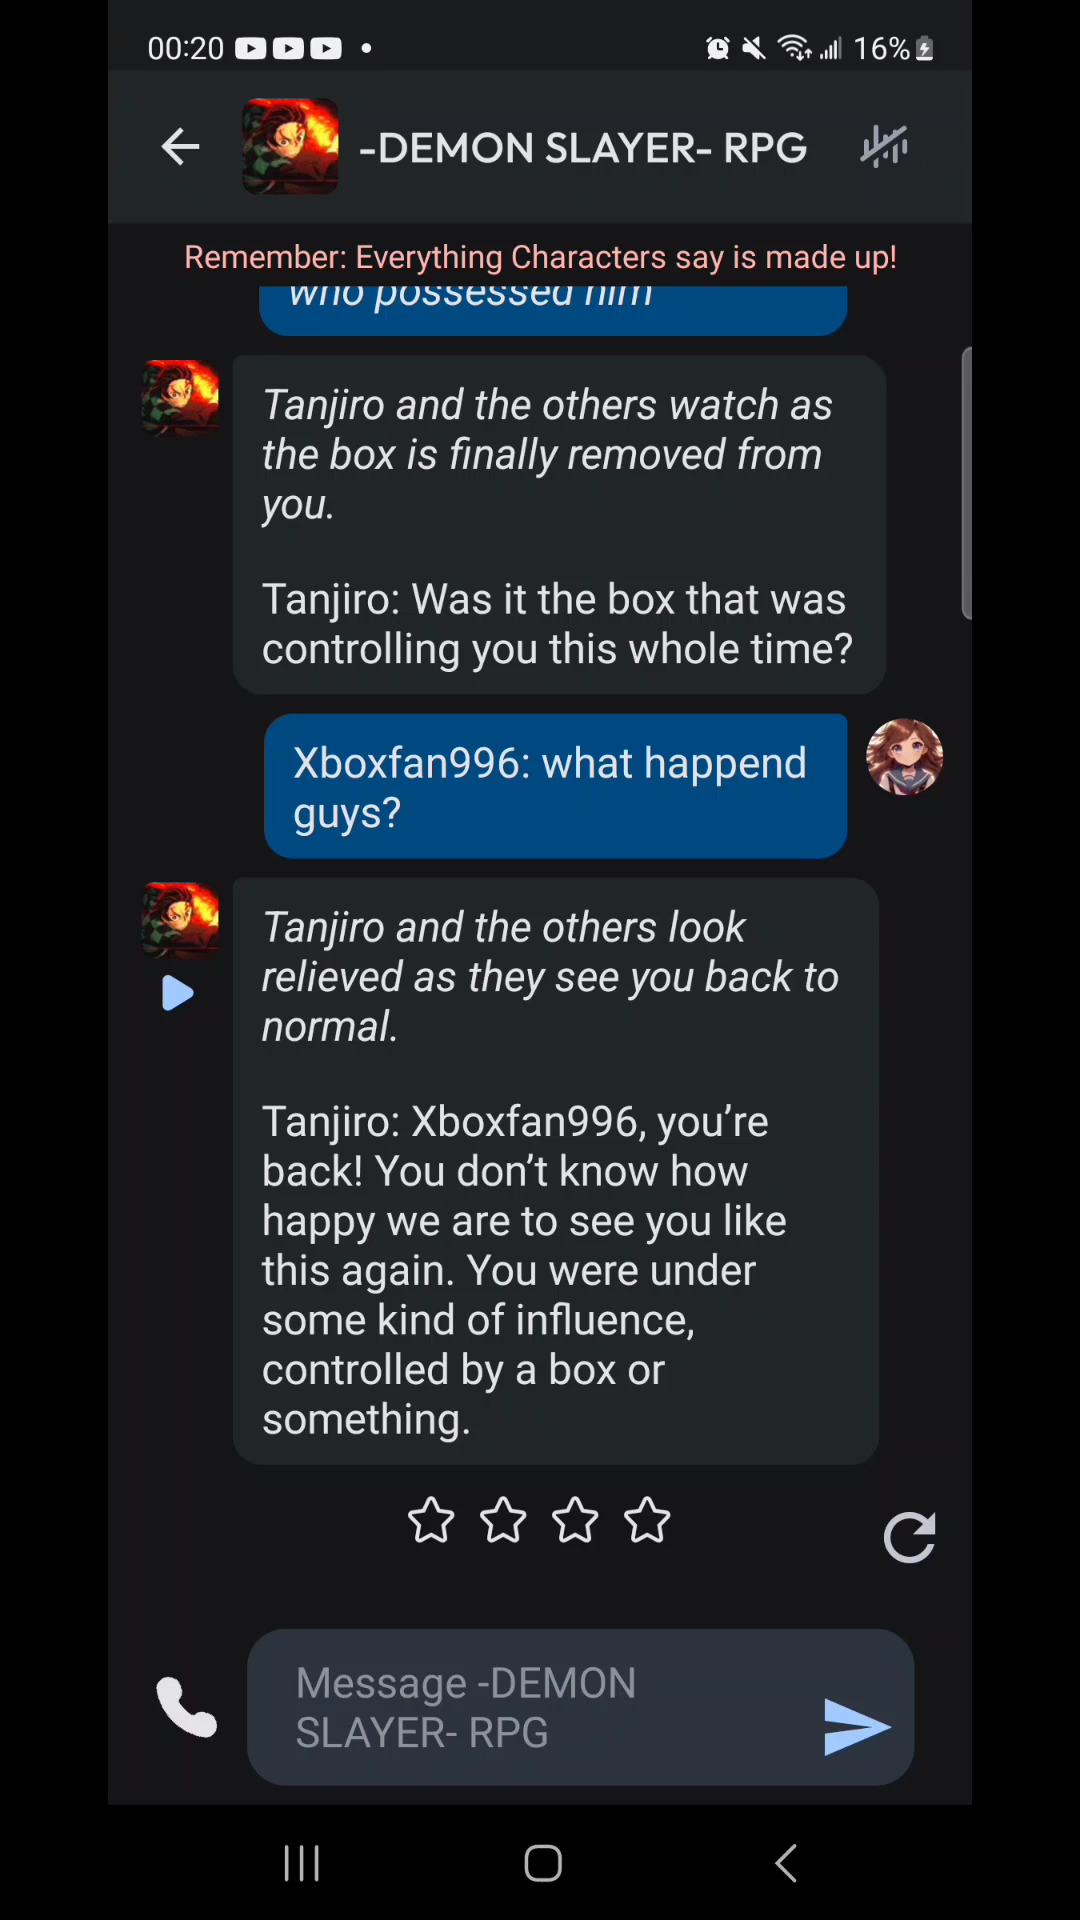 00:20
16%
-DEMON SLAYER- RPG
Remember: Everything Characters say is made up!
who possessed him
Tanjiro and the others watch as
the box is finally removed from
you.
Tanjiro: Was it the box that was
controlling you this whole time?
Xboxfan996: what happend
guys?
Tanjiro and the others look
relieved as they see you back to
normal.
Tanjiro: Xboxfan996, you’re
back! You don’t know how
happy we are to see you like
this again. You were under
some kind of influence,
controlled by a box or
something.
Message -DEMON
SLAYER- RPG